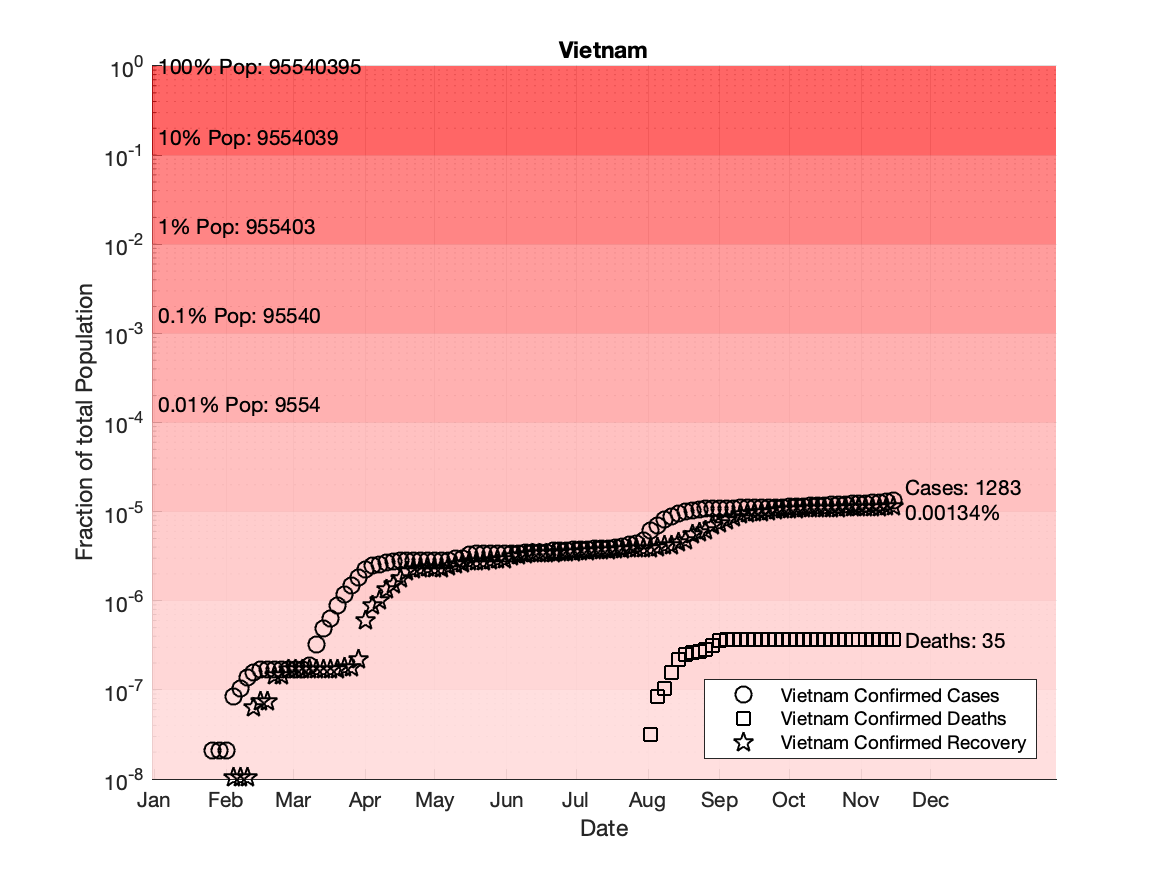 Vietnam
10^0
100% Pop: 95540395
10% Pop: 9554039
10^-1
1% Pop: 955403
10^-2
0.1% Pop: 95540
10^-3
0.01% Pop: 9554
10^-4
Cases: 1283
10^-5
0.00134%
10^-6
Deaths: 35
10^-7
10^-8
Fraction of total Population
Vietnam Confirmed Cases
Vietnam Confirmed Deaths
Vietnam Confirmed Recovery
Jan Feb Mar Apr May Jun Jul Aug Sep Oct Nov Dec
Date